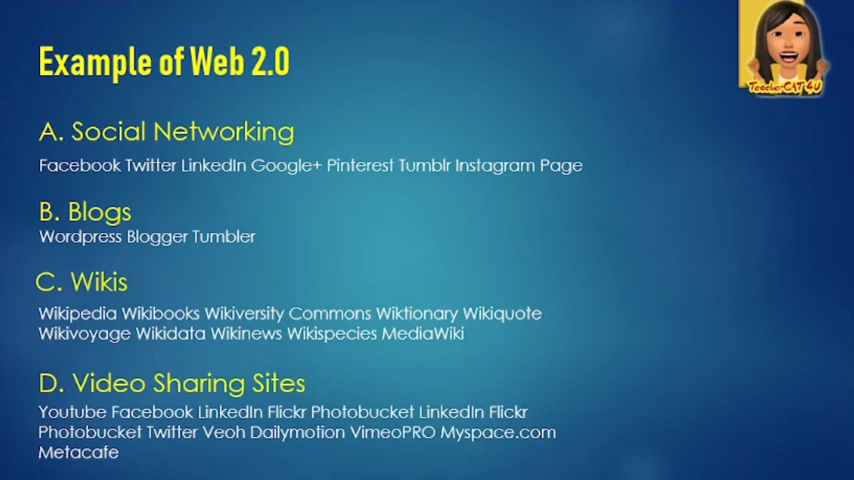 Example of Web 2.0
TeacherCAT 4U
A. Social Networking
Facebook Twitter LinkedIn Google+ Pinterest Tumblr Instagram Page
B. Blogs
Wordpress Blogger Tumbler
C. Wikis
Wikipedia Wikibooks Wikiversity Commons Wiktionary Wikiquote
Wikivoyage Wikidata Wikinews Wikispecies MediaWiki
D. Video Sharing Sites
Youtube Facebook LinkedIn Flickr Photobucket LinkedIn Flickr
Photobucket Twitter Veoh Dailymotion VimeoPRO Myspace.com
Metacafe